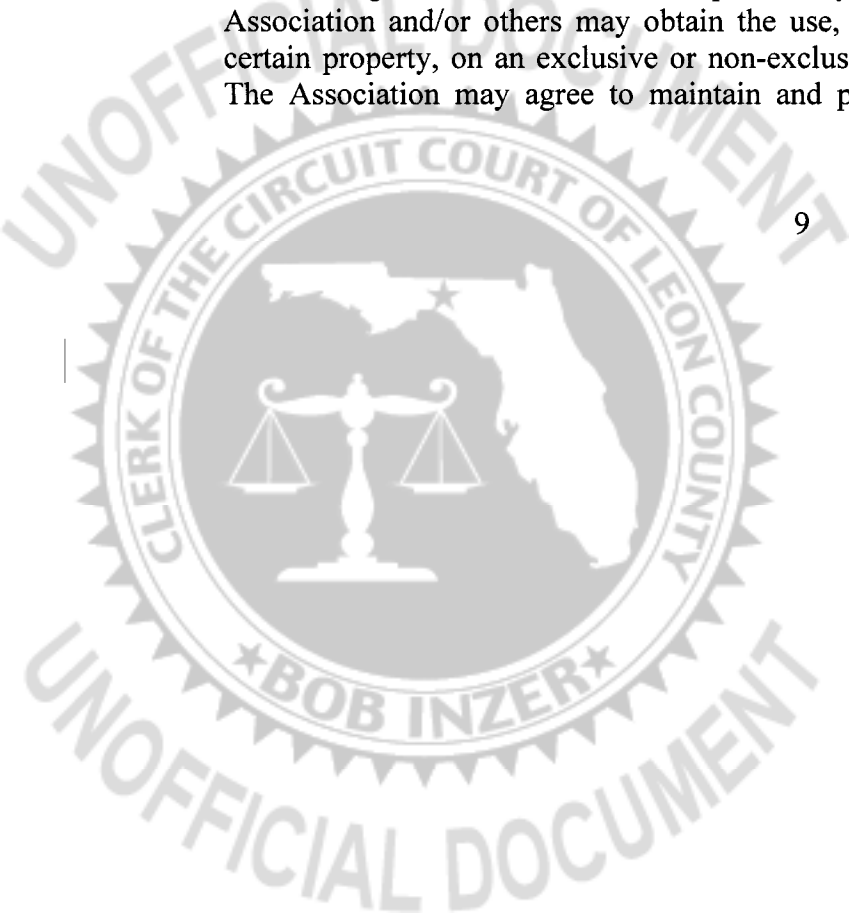 Association and/or others may obtain the use,
certain property, on an exclusive or non-exclus
The Association may agree to maintain and p
9
UNOFFICIAL DOCUMENT
CLERK OF THE CIRCUIT COURT OF LEON COUNTY
★BOB INZER★
UNOFFICIAL DOCUMENT